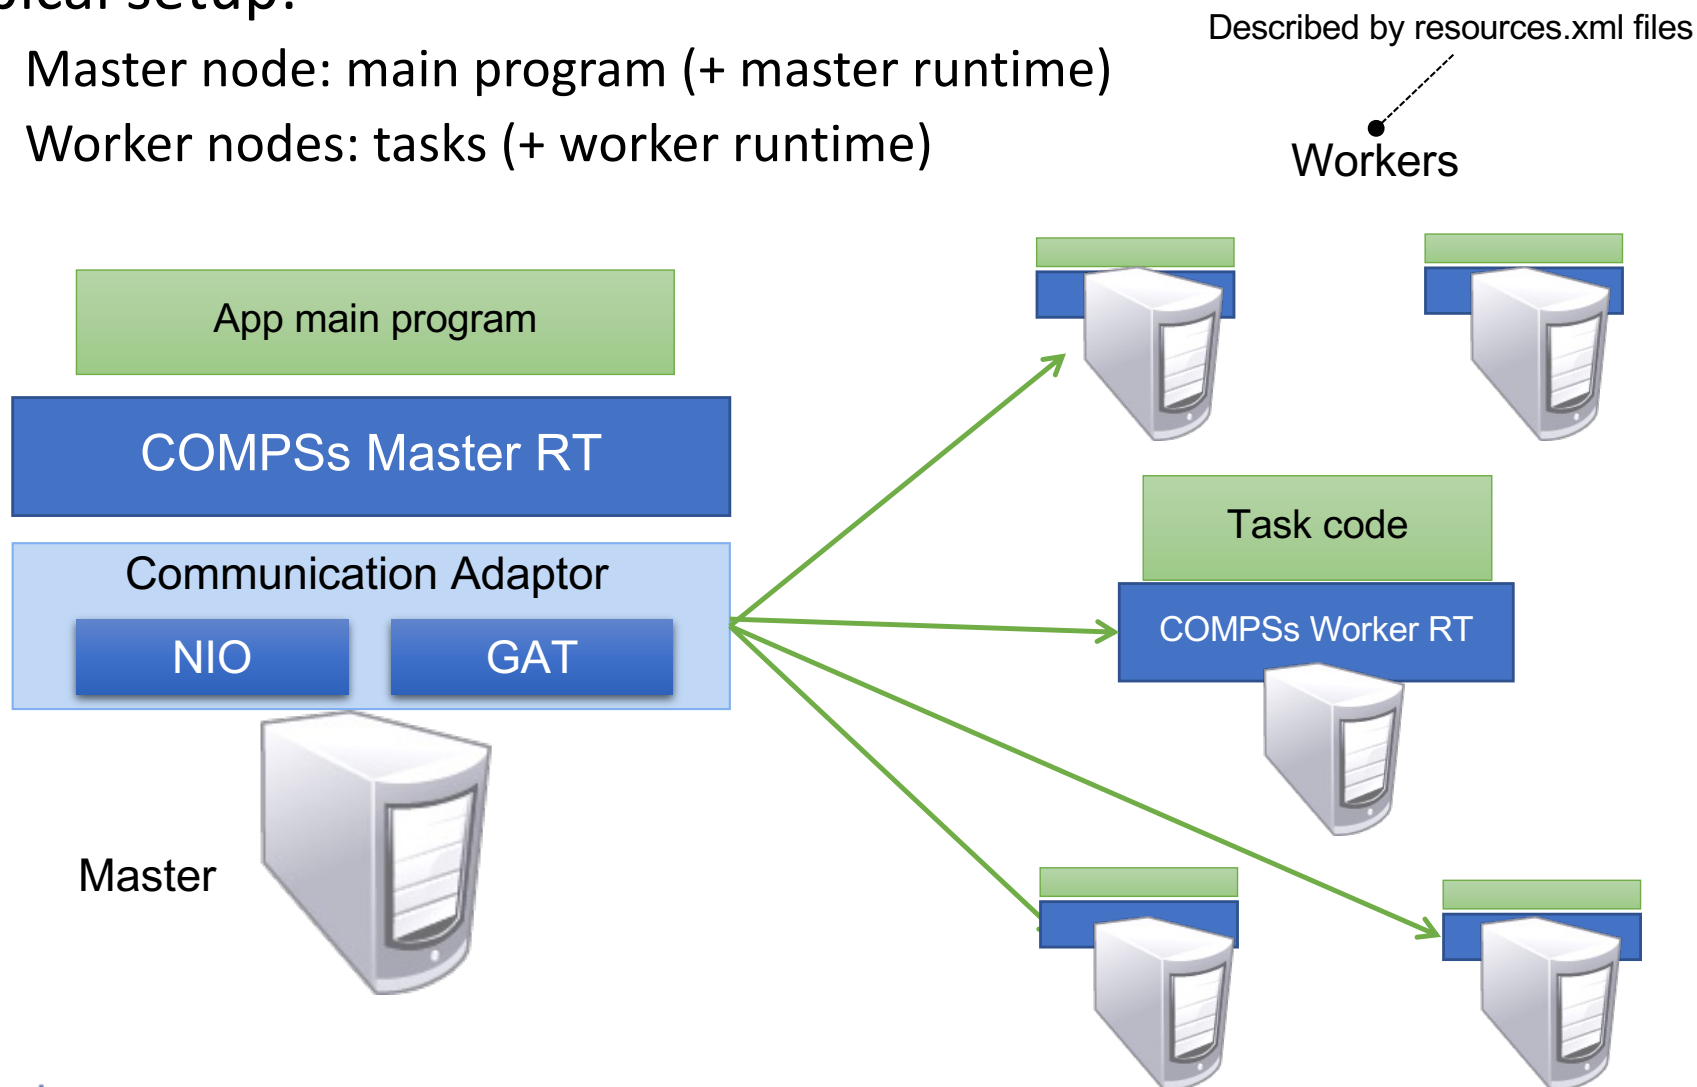 setup:
Described by resources.xml files
Master node: main program (+ master runtime)
Worker nodes: tasks (+ worker runtime)
Workers
App main program
COMPSs Master RT
Communication Adaptor
NIO
GAT
Master
Task code
COMPSs Worker RT